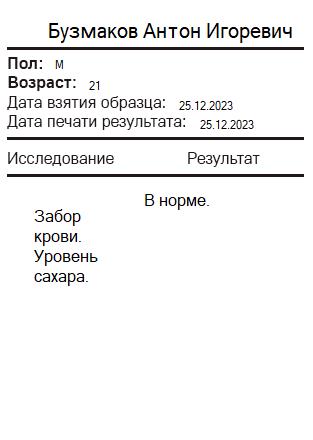 Бузмаков Антон Игоревич
Пол: М
Возраст: 21
Дата взятия образца: 25.12.2023
Дата печати результата: 25.12.2023
Исследование Результат
В норме.
Забор
крови.
Уровень
сахара.